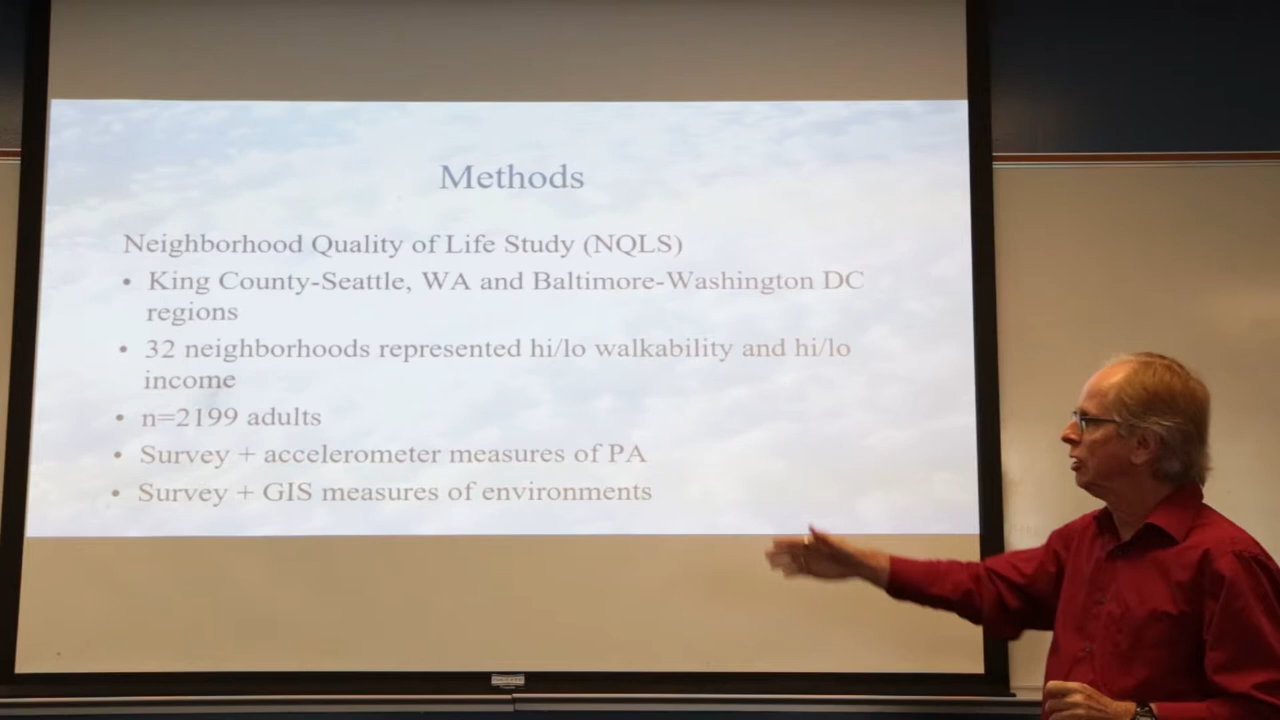 Methods
Neighborhood Quality of Life Study (NQLS)
• King County-Seattle, WA and Baltimore-Washington DC
regions
• 32 neighborhoods represented hi/lo walkability and hi/lo
income
• n=2199 adults
• Survey + accelerometer measures of PA
• Survey + GIS measures of environments